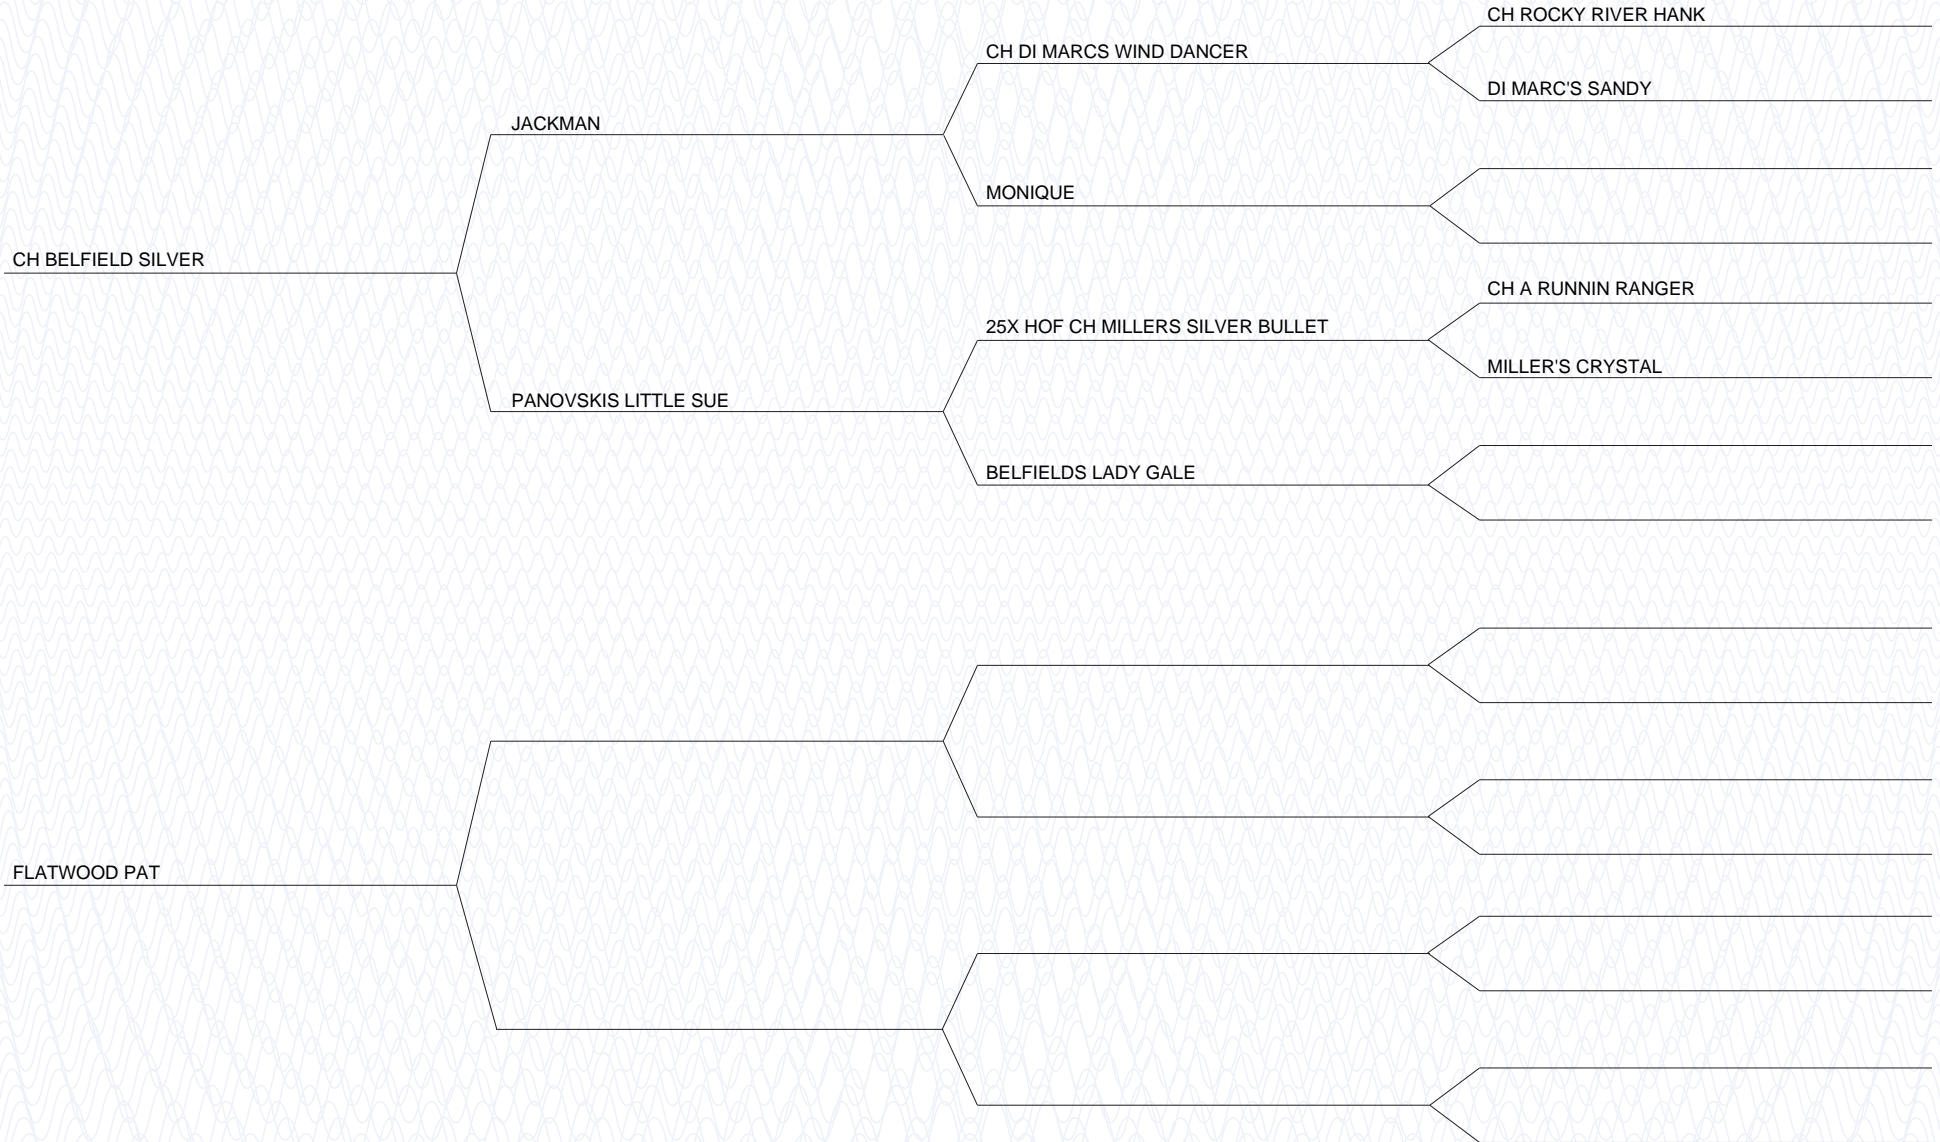 CH ROCKY RIVER HANK
CH DI MARCS WIND DANCER
DI MARC'S SANDY
JACKMAN
MONIQUE
CH BELFIELD SILVER
CH A RUNNIN RANGER
25X HOF CH MILLERS SILVER BULLET
MILLER'S CRYSTAL
PANOVSKIS LITTLE SUE
BELFIELDS LADY GALE
FLATWOOD PAT